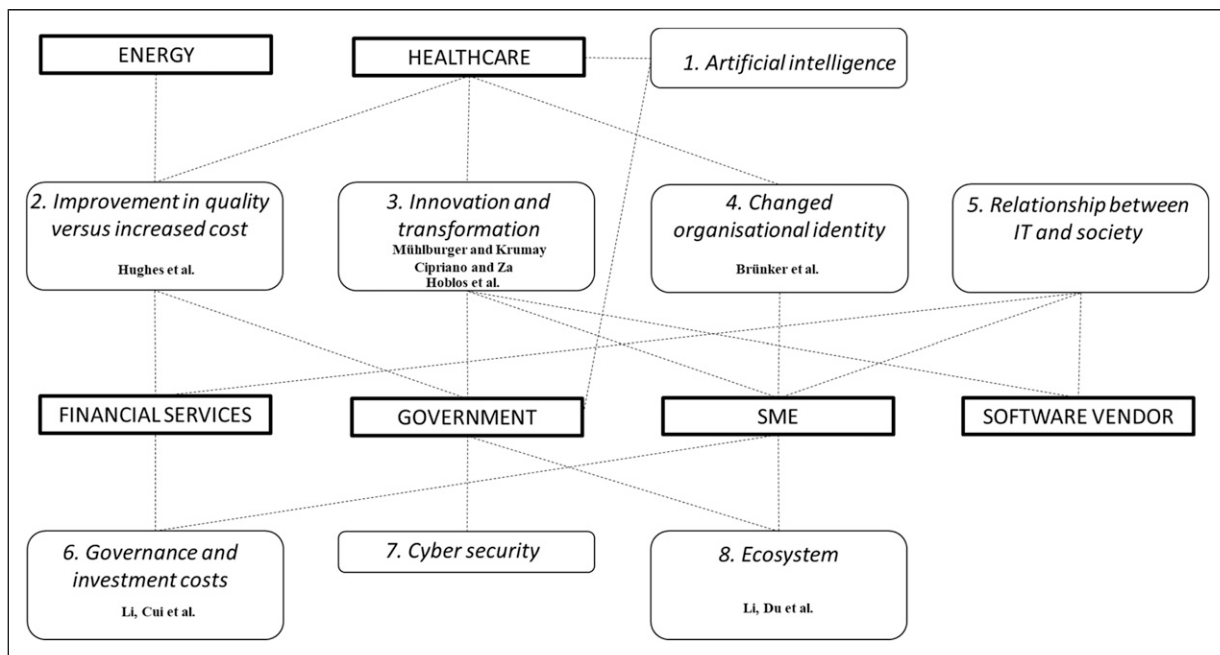 ENERGY
HEALTHCARE
1. Artificial intelligence
2. Improvement in quality
versus increased cost
Hughes et al.
3. Innovation and
transformation
Mühlburger and Krumay
Cipriano and Za
Hoblos et al.
4. Changed
organisational identity
Brünker et al.
5. Relationship between
IT and society
FINANCIAL SERVICES
GOVERNMENT
SME
SOFTWARE VENDOR
6. Governance and
investment costs
Li, Cui et al.
7. Cyber security
8. Ecosystem
Li, Du et al.